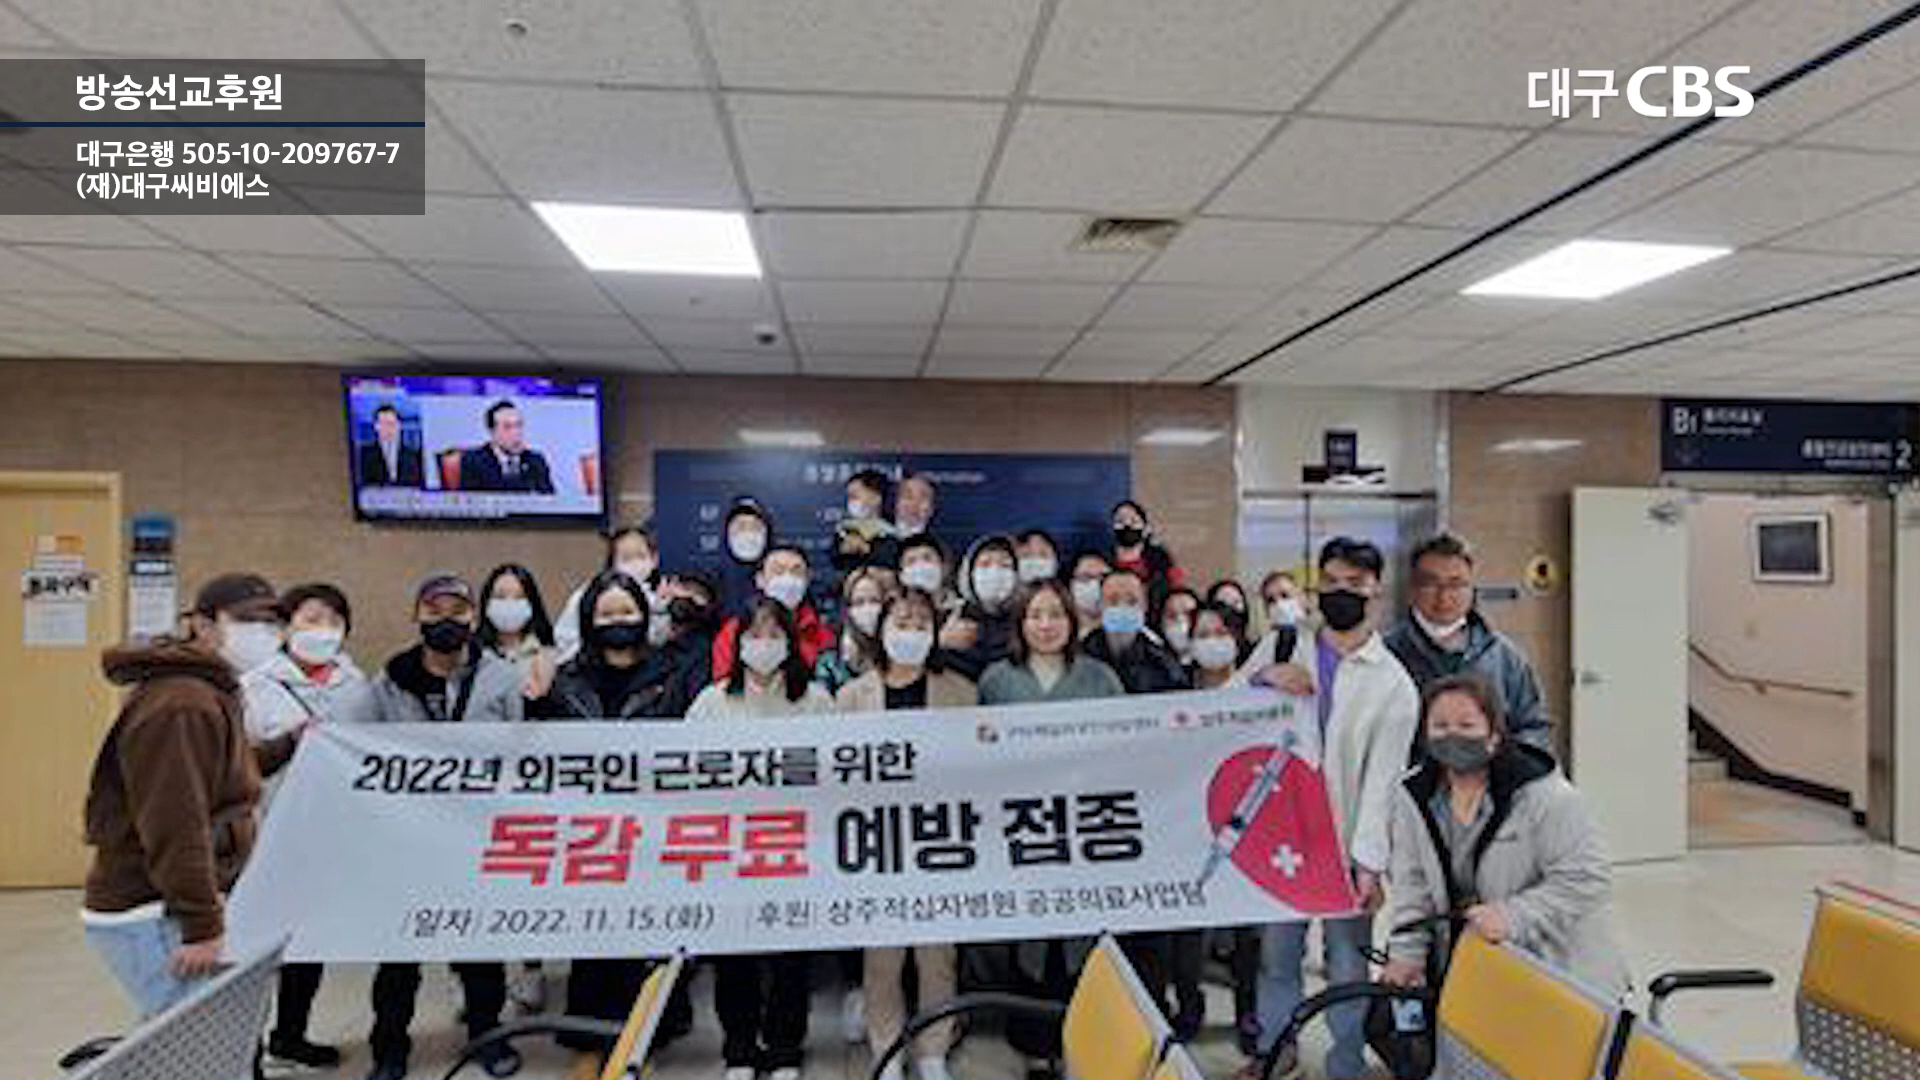 방송선교후원
대구은행 505-10-209767-7
(재)대구씨비에스
대구CBS
B1
2
2022년 외국인 근로자를 위한
독감 무료 예방 접종
|일자| 2022. 11. 15.(화) |후원| 상주적십자병원 공공의료사업팀